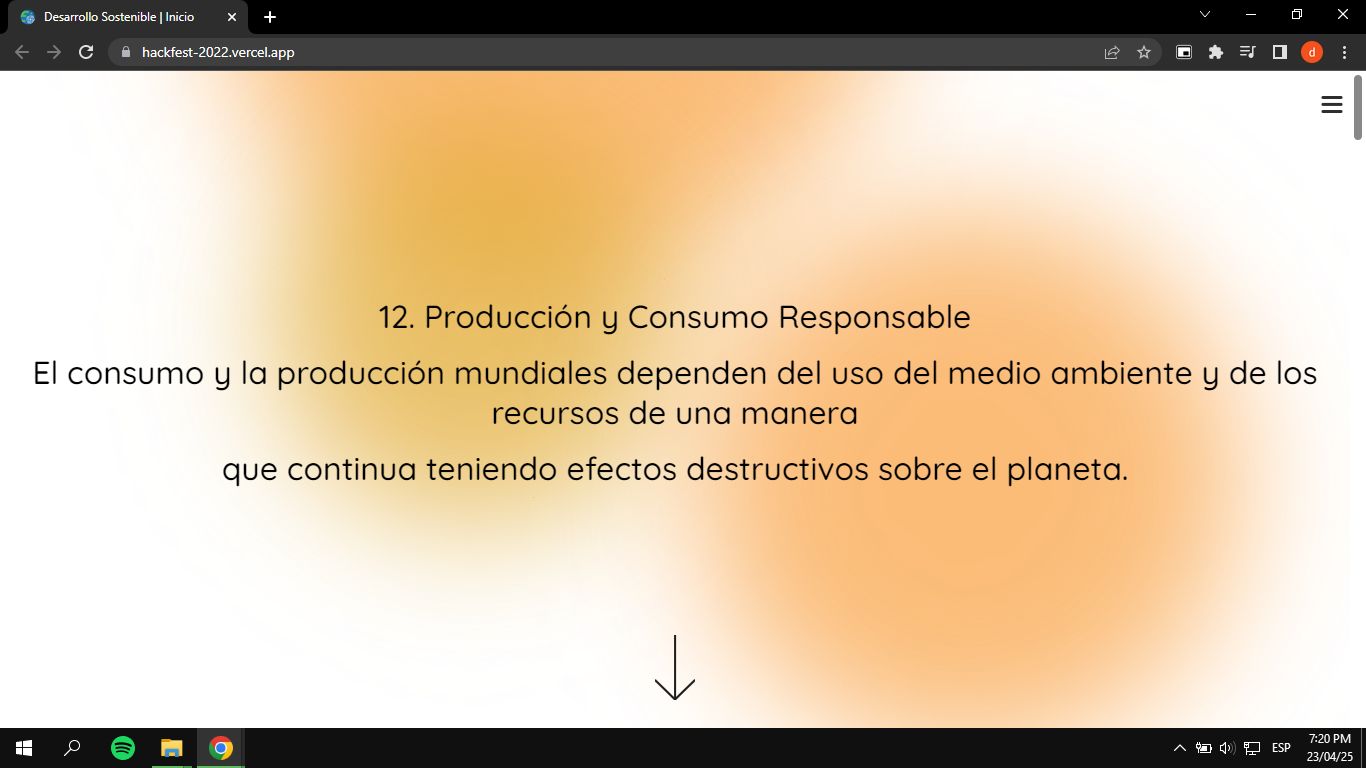 Desarrollo Sostenible | Inicio
hackfest-2022.vercel.app
d
12. Producción y Consumo Responsable
El consumo y la producción mundiales dependen del uso del medio ambiente y de los
recursos de una manera
que continua teniendo efectos destructivos sobre el planeta.
ESP
7:20 PM
23/04/25